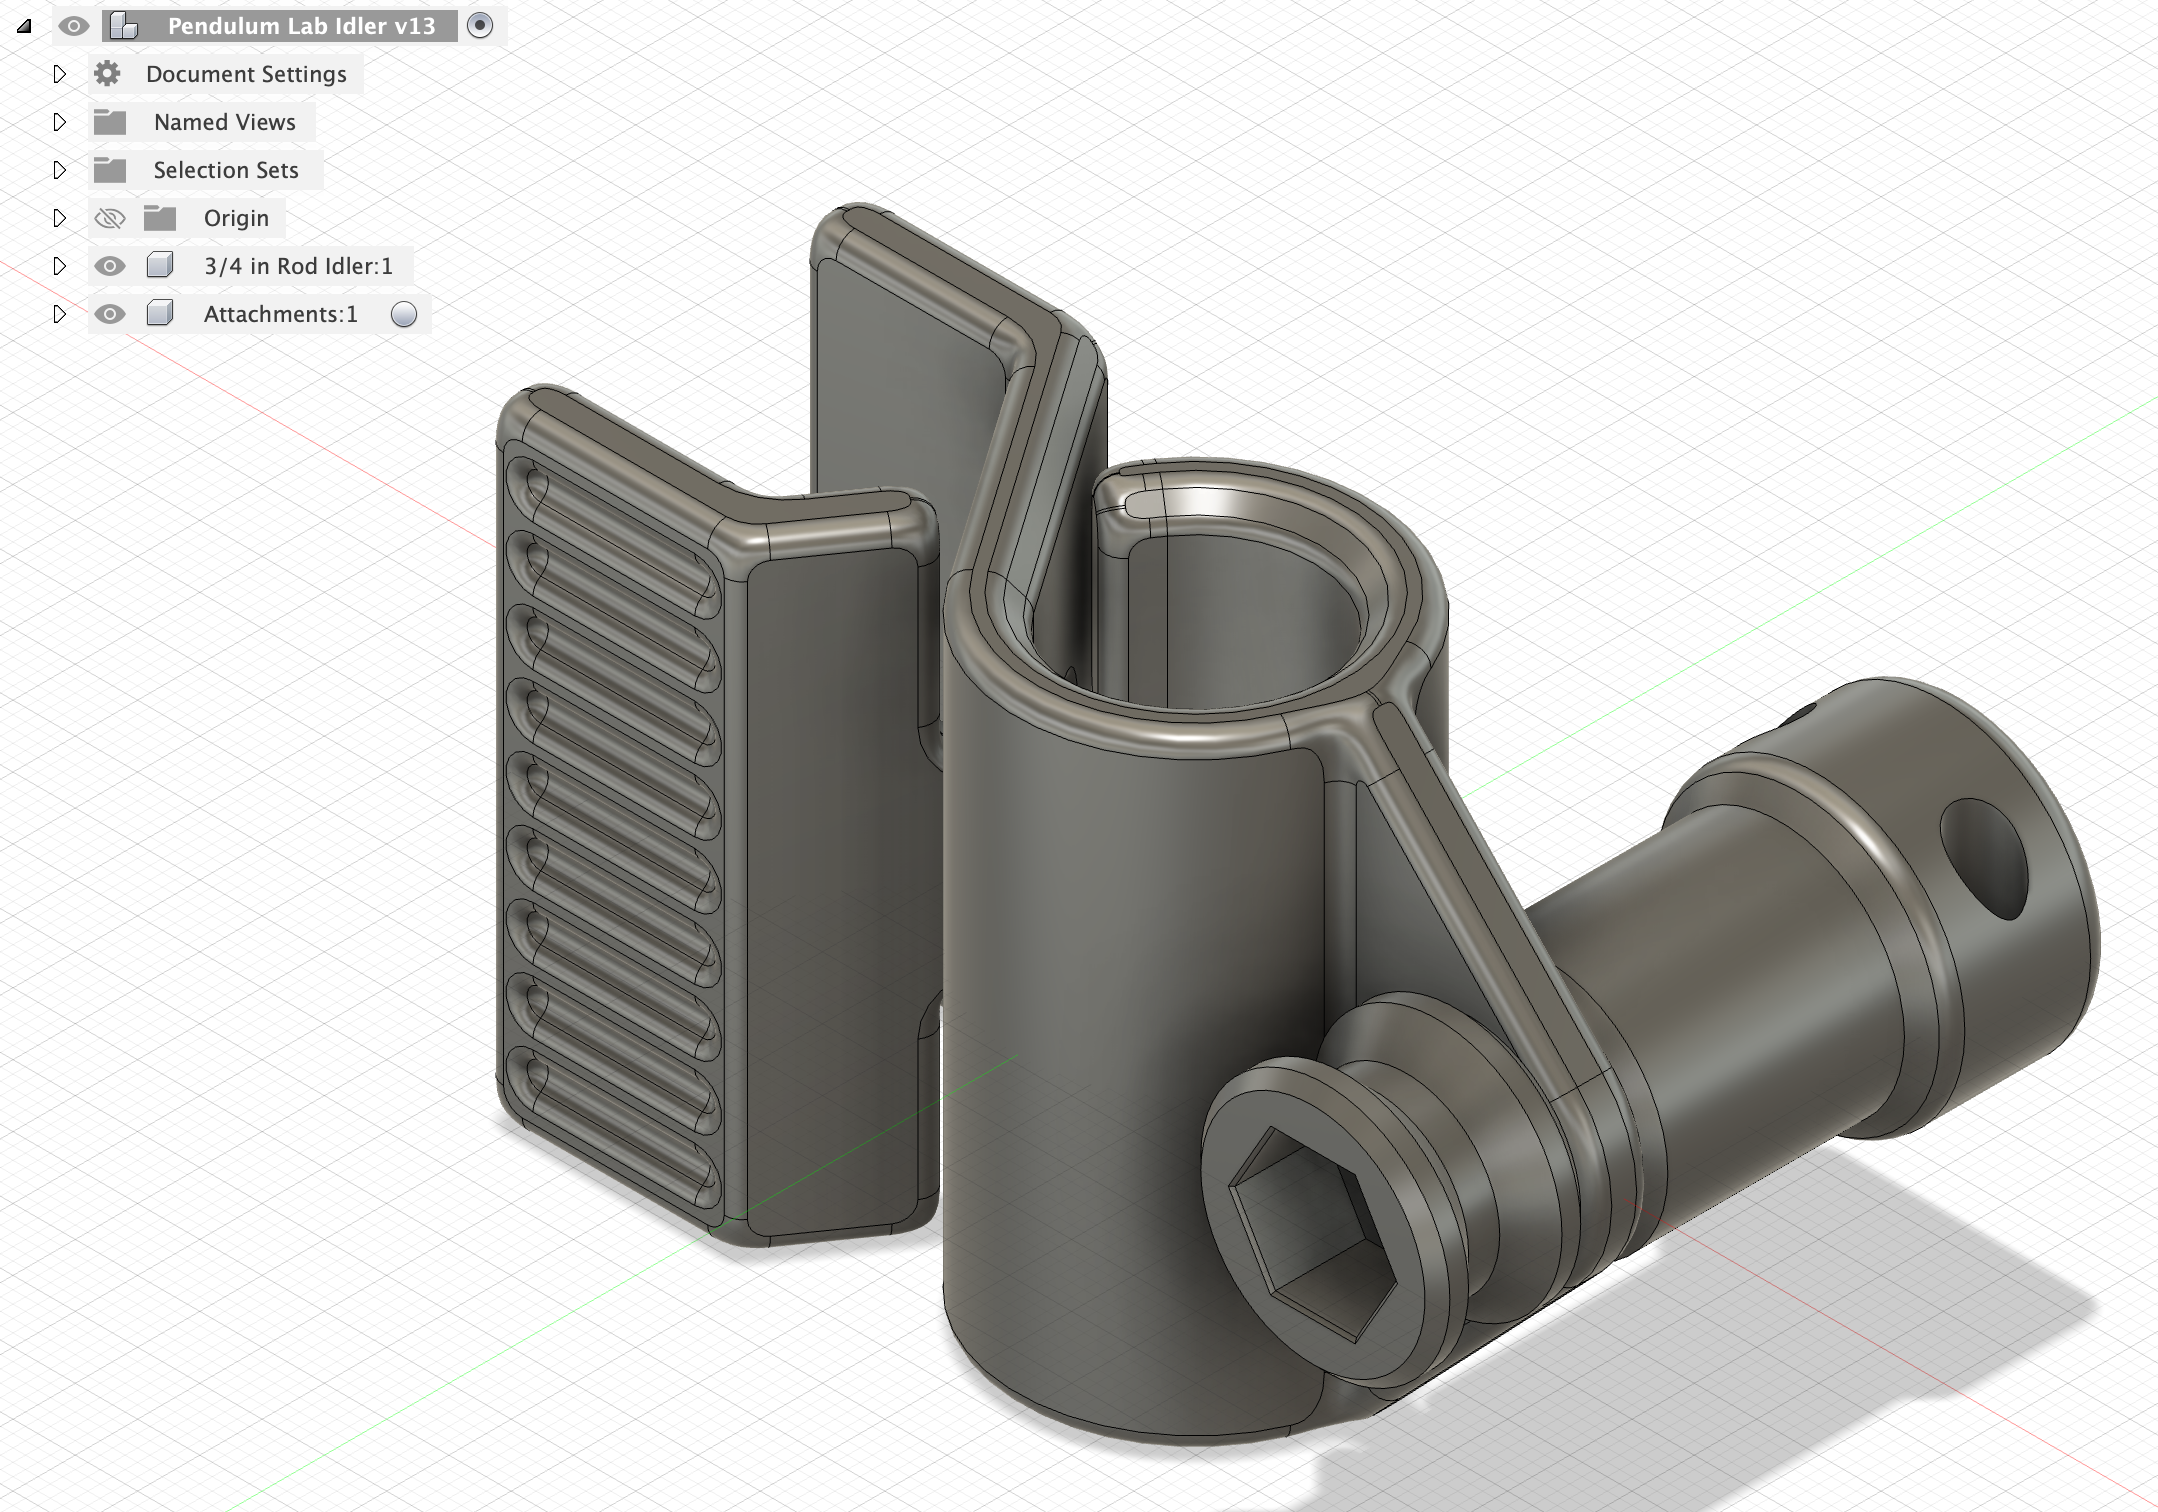 Pendulum Lab Idler v13
Document Settings
Named Views
Selection Sets
Origin
3/4 in Rod Idler:1
Attachments:1